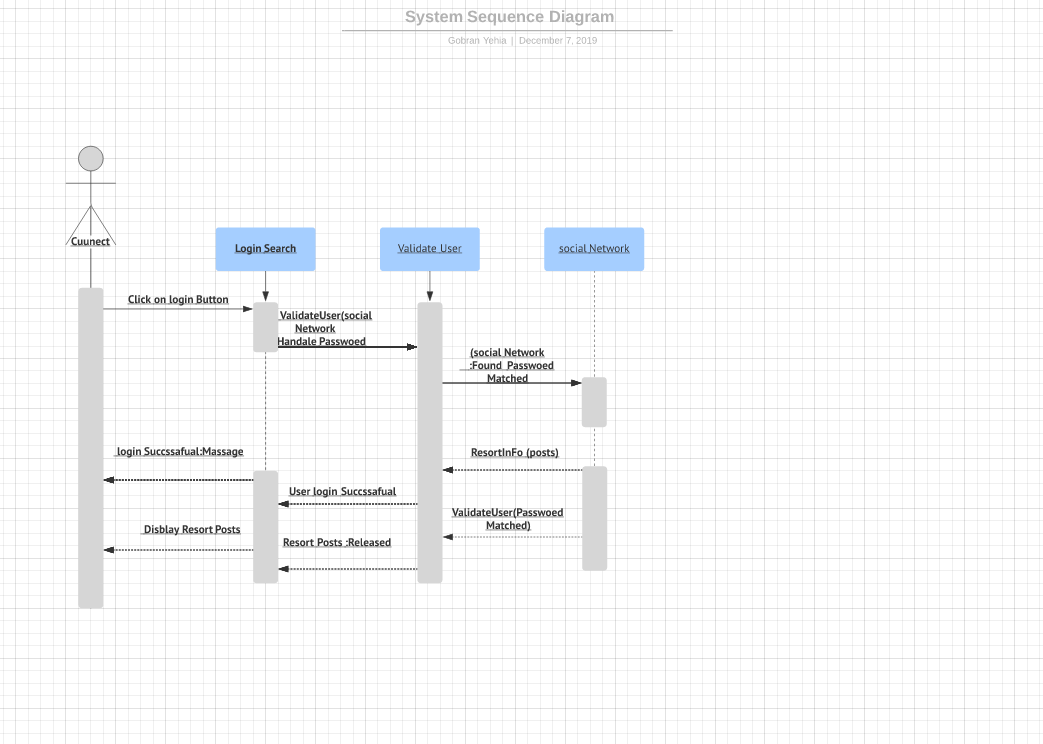 System Sequence Diagram
Gobran Yehia | December 7, 2019
Cuunect
Login Search
Validate User
social Network
Click on login Button
ValidateUser(social
Network
Handale Passwoed
(social Network
:Found Passwoed
Matched
login Succssafual:Massage
ResortInFo (posts)
User login Succssafual
ValidateUser(Passwoed
Matched)
Disblay Resort Posts
Resort Posts :Released